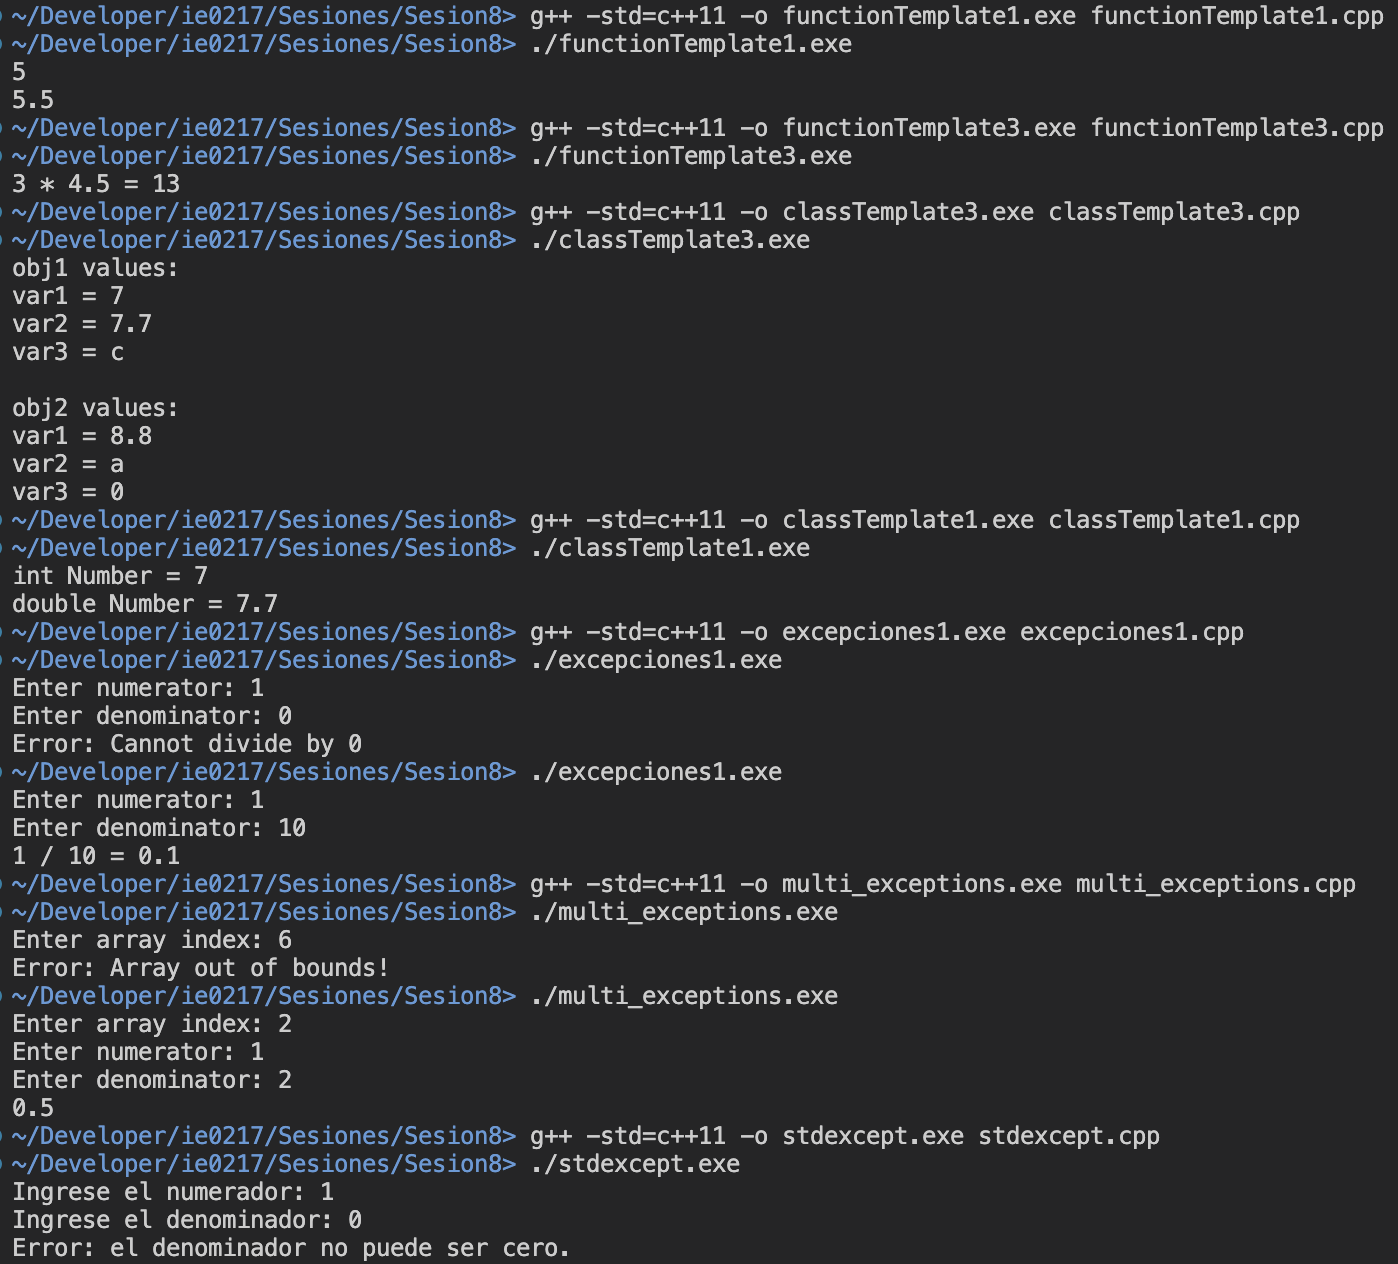 ~/Developer/ie0217/Sesiones/Sesion8> g++ -std=c++11 -o functionTemplate1.exe functionTemplate1.cpp
~/Developer/ie0217/Sesiones/Sesion8> ./functionTemplate1.exe
5
5.5
~/Developer/ie0217/Sesiones/Sesion8> g++ -std=c++11 -o functionTemplate3.exe functionTemplate3.cpp
~/Developer/ie0217/Sesiones/Sesion8> ./functionTemplate3.exe
3 * 4.5 = 13
~/Developer/ie0217/Sesiones/Sesion8> g++ -std=c++11 -o classTemplate3.exe classTemplate3.cpp
~/Developer/ie0217/Sesiones/Sesion8> ./classTemplate3.exe
obj1 values:
var1 = 7
var2 = 7.7
var3 = c

obj2 values:
var1 = 8.8
var2 = a
var3 = 0
~/Developer/ie0217/Sesiones/Sesion8> g++ -std=c++11 -o classTemplate1.exe classTemplate1.cpp
~/Developer/ie0217/Sesiones/Sesion8> ./classTemplate1.exe
int Number = 7
double Number = 7.7
~/Developer/ie0217/Sesiones/Sesion8> g++ -std=c++11 -o excepciones1.exe excepciones1.cpp
~/Developer/ie0217/Sesiones/Sesion8> ./excepciones1.exe
Enter numerator: 1
Enter denominator: 0
Error: Cannot divide by 0
~/Developer/ie0217/Sesiones/Sesion8> ./excepciones1.exe
Enter numerator: 1
Enter denominator: 10
1 / 10 = 0.1
~/Developer/ie0217/Sesiones/Sesion8> g++ -std=c++11 -o multi_exceptions.exe multi_exceptions.cpp
~/Developer/ie0217/Sesiones/Sesion8> ./multi_exceptions.exe
Enter array index: 6
Error: Array out of bounds!
~/Developer/ie0217/Sesiones/Sesion8> ./multi_exceptions.exe
Enter array index: 2
Enter numerator: 1
Enter denominator: 2
0.5
~/Developer/ie0217/Sesiones/Sesion8> g++ -std=c++11 -o stdexcept.exe stdexcept.cpp
~/Developer/ie0217/Sesiones/Sesion8> ./stdexcept.exe
Ingrese el numerador: 1
Ingrese el denominador: 0
Error: el denominador no puede ser cero.